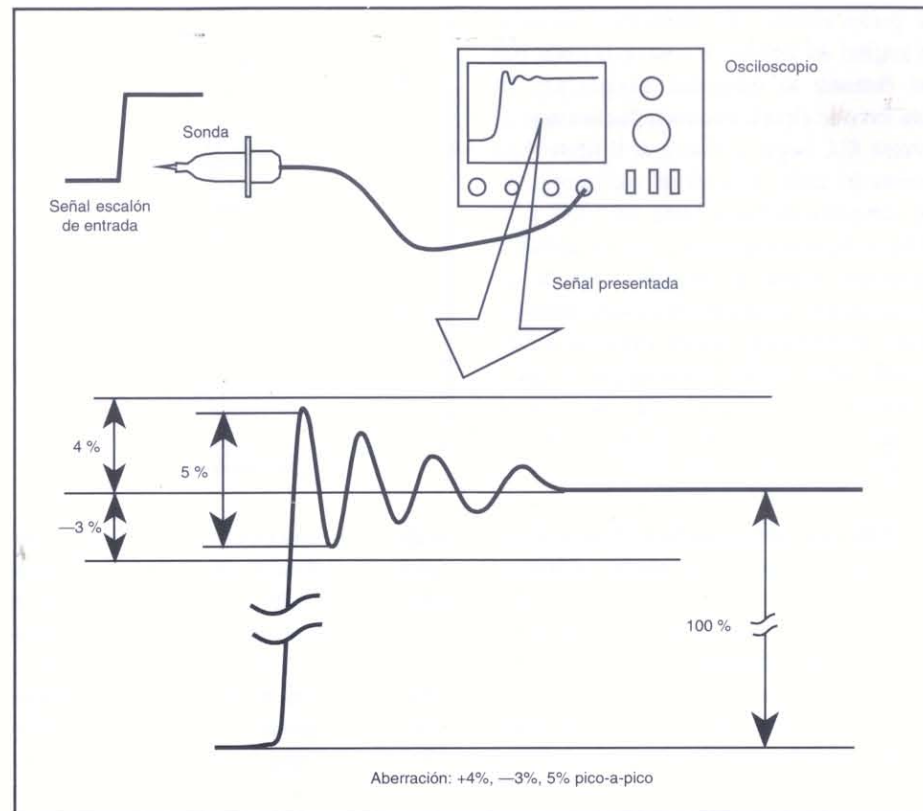 Osciloscopio
Sonda
Señal escalón
de entrada
Señal presentada
4 %
5 %
—3 %
100 %
Aberración: +4%, —3%, 5% pico-a-pico